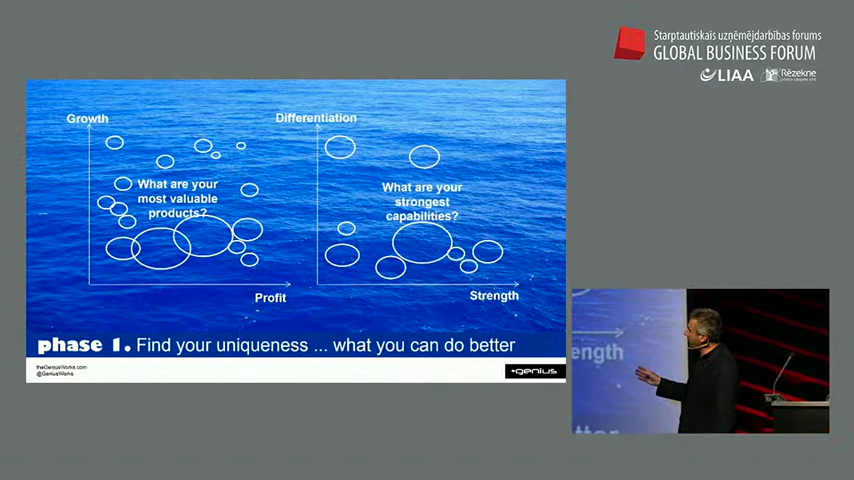 Starptautiskais uzņēmējdarbības forums
GLOBAL BUSINESS FORUM
LIAA
Rēzekne
Growth
What are your
most valuable
products?
Profit
Differentiation
What are your
strongest
capabilities?
Strength
phase 1. Find your uniqueness ... what you can do better
theGeniusWorks.com
@GeniusWorks
genius
ength
tter